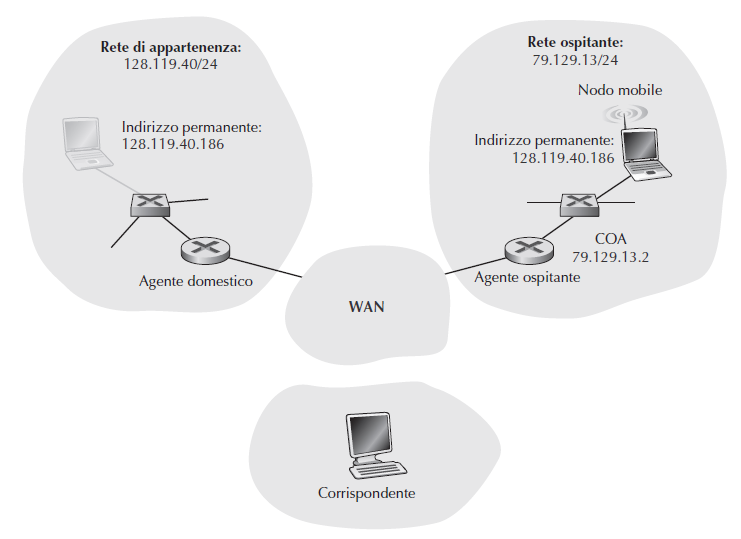 Rete di appartenenza:
128.119.40/24
Indirizzo permanente:
128.119.40.186
Agente domestico
WAN
Rete ospitante:
79.129.13/24
Nodo mobile
Indirizzo permanente:
128.119.40.186
COA
79.129.13.2
Agente ospitante
Corrispondente